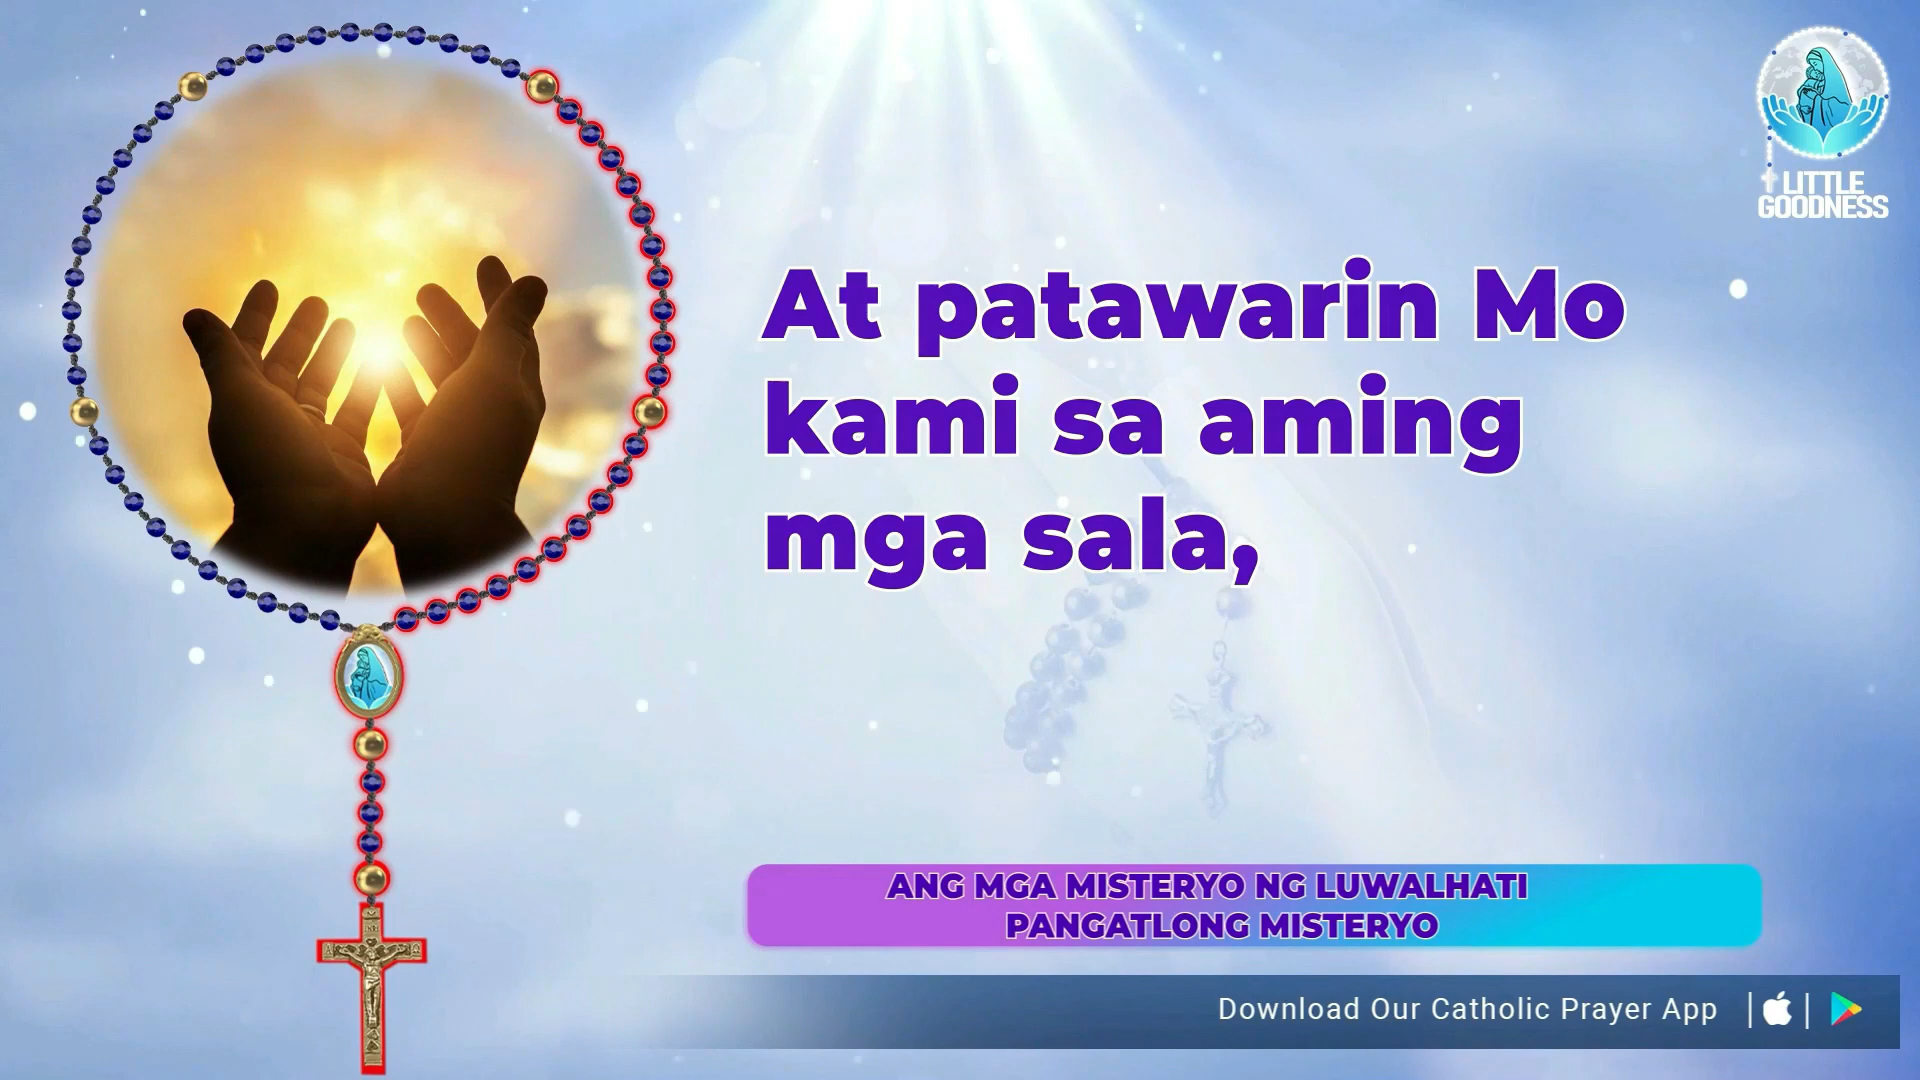 LITTLE
GOODNESS
At patawarin Mo
kami sa aming
mga sala,
ANG MGA MISTERYO NG LUWALHATI
PANGATLONG MISTERYO
Download Our Catholic Prayer App
INRI